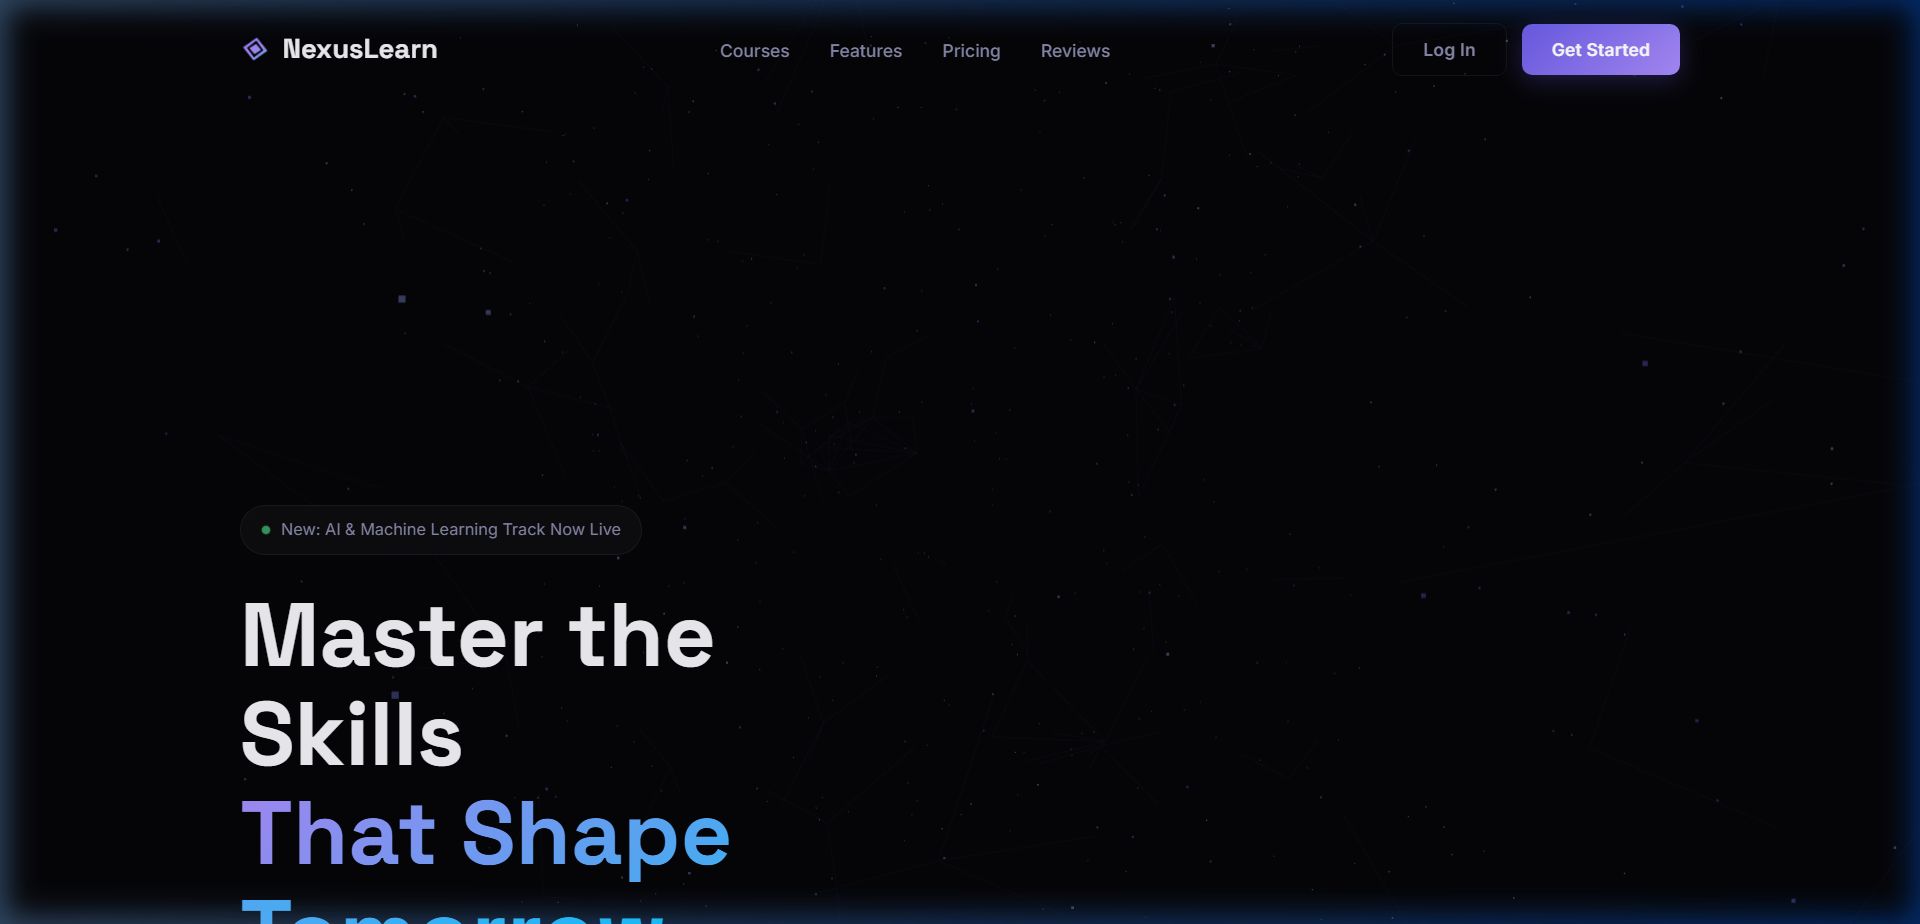 NexusLearn
Courses Features Pricing Reviews
Log In
Get Started
New: AI & Machine Learning Track Now Live
Master the
Skills
That Shape
Tomorrow